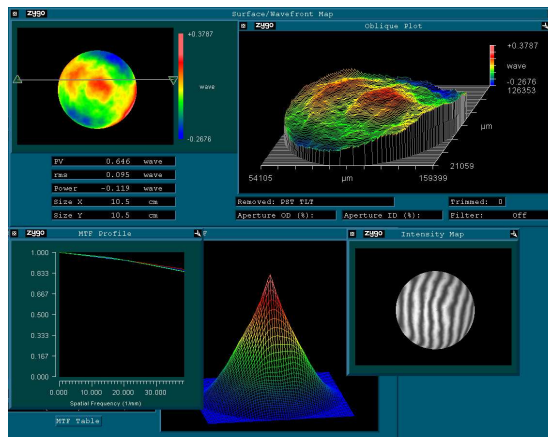 zygo
Surface/Wavefront Map
+0.3787
wave
-0.2676
PV 0.646 wave
rms 0.095 wave
Power -0.119 wave
Size X 10.5 cm
Size Y 10.5 cm
zygo
Oblique Plot
+0.3787
wave
-0.2676
126353
µm
21059
54105
µm
159399
Removed: PST TLT
Trimmed: 0
Aperture OD (%):
Aperture ID (%):
Filter: Off
zygo
MTF Profile
1.000
0.833
0.667
0.500
0.333
0.167
0.000
0.000 10.000 20.000 30.000
Spatial Frequency (1/mm)
MTF Table
F
zygo
Intensity Map